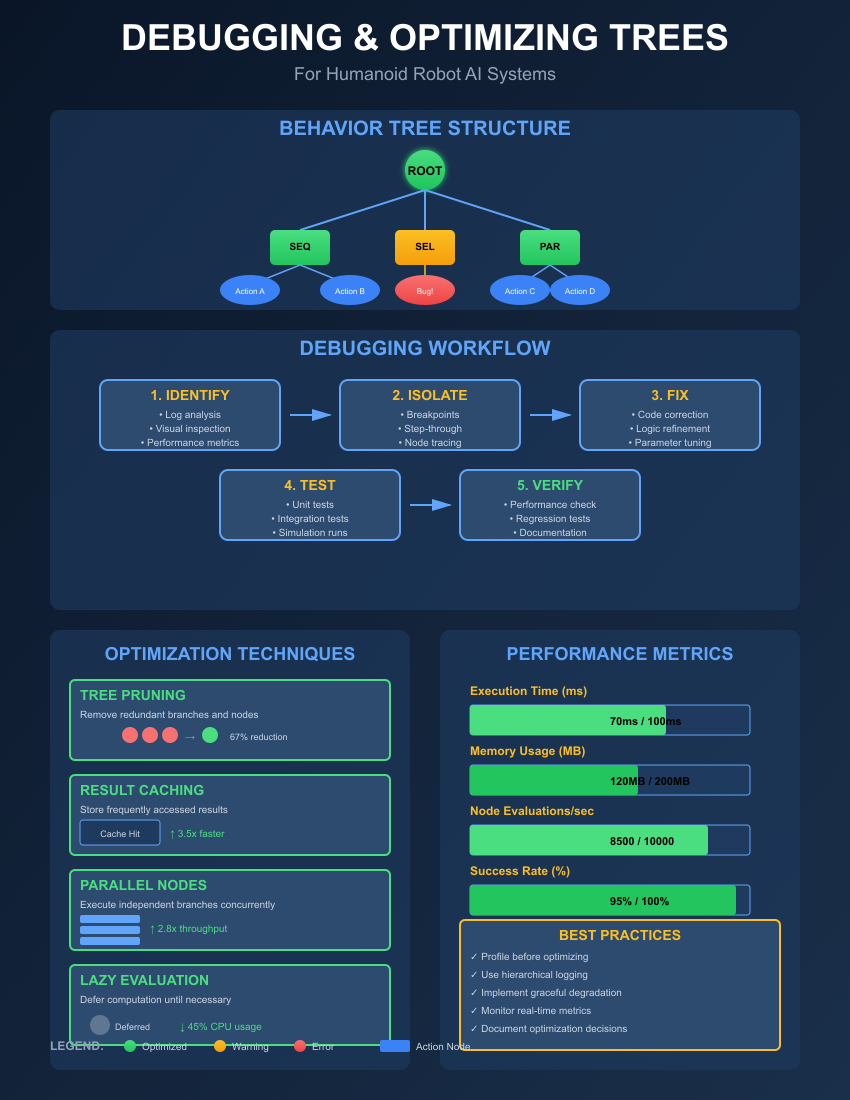 DEBUGGING & OPTIMIZING TREES
For Humanoid Robot AI Systems
BEHAVIOR TREE STRUCTURE
ROOT
SEQ
SEL
PAR
Action A
Action B
Bug!
Action C
Action D
DEBUGGING WORKFLOW
1. IDENTIFY
• Log analysis
• Visual inspection
• Performance metrics
2. ISOLATE
• Breakpoints
• Step-through
• Node tracing
3. FIX
• Code correction
• Logic refinement
• Parameter tuning
4. TEST
• Unit tests
• Integration tests
• Simulation runs
5. VERIFY
• Performance check
• Regression tests
• Documentation
OPTIMIZATION TECHNIQUES
TREE PRUNING
Remove redundant branches and nodes
→ 67% reduction
RESULT CACHING
Store frequently accessed results
Cache Hit
↑ 3.5x faster
PARALLEL NODES
Execute independent branches concurrently
↑ 2.8x throughput
LAZY EVALUATION
Defer computation until necessary
Deferred
↓ 45% CPU usage
PERFORMANCE METRICS
Execution Time (ms)
70ms / 100ms
Memory Usage (MB)
120MB / 200MB
Node Evaluations/sec
8500 / 10000
Success Rate (%)
95% / 100%
BEST PRACTICES
✓ Profile before optimizing
✓ Use hierarchical logging
✓ Implement graceful degradation
✓ Monitor real-time metrics
✓ Document optimization decisions
LEGEND:
Optimized
Warning
Error
Action Node